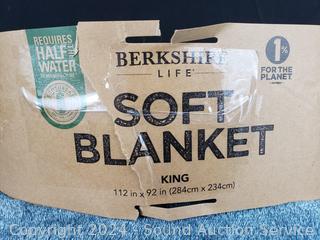 REQUIRES
HALF
WATER
BERKSHIRE
LIFE
1%
FOR THE
PLANET
SOFT
BLANKET
KING
112 in x 92 in (284cm x 234cm)
Copyright 2024 - Sound Auction Service